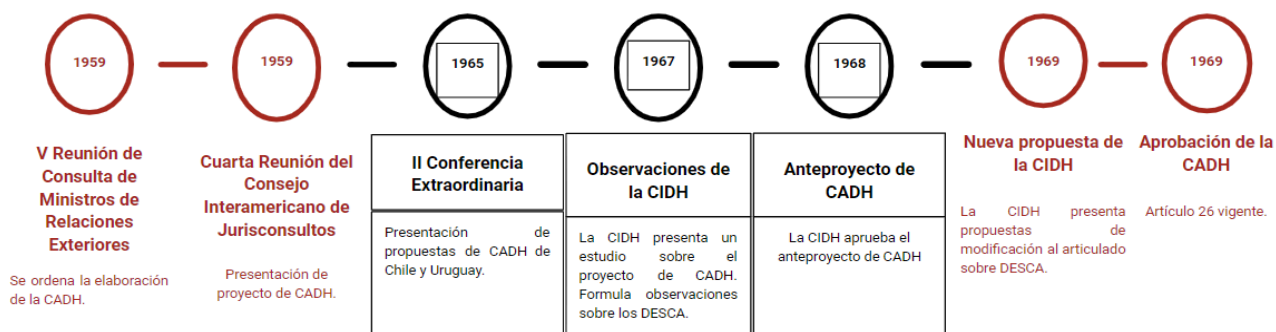 1959
V Reunión de
Consulta de
Ministros de
Relaciones
Exteriores
Se ordena la elaboración
de la CADH.
1959
Cuarta Reunión del
Consejo
Interamericano de
Jurisconsultos
Presentación de
proyecto de CADH.
1965
II Conferencia
Extraordinaria
Presentación de
propuestas de CADH de
Chile y Uruguay.
1967
Observaciones de
la CIDH
La CIDH presenta un
estudio sobre el
proyecto de CADH.
Formula observaciones
sobre los DESCA.
1968
Anteproyecto de
CADH
La CIDH aprueba el
anteproyecto de CADH
1969
Nueva propuesta de
la CIDH
La CIDH presenta
propuestas de
modificación al articulado
sobre DESCA.
1969
Aprobación de la
CADH
Artículo 26 vigente.